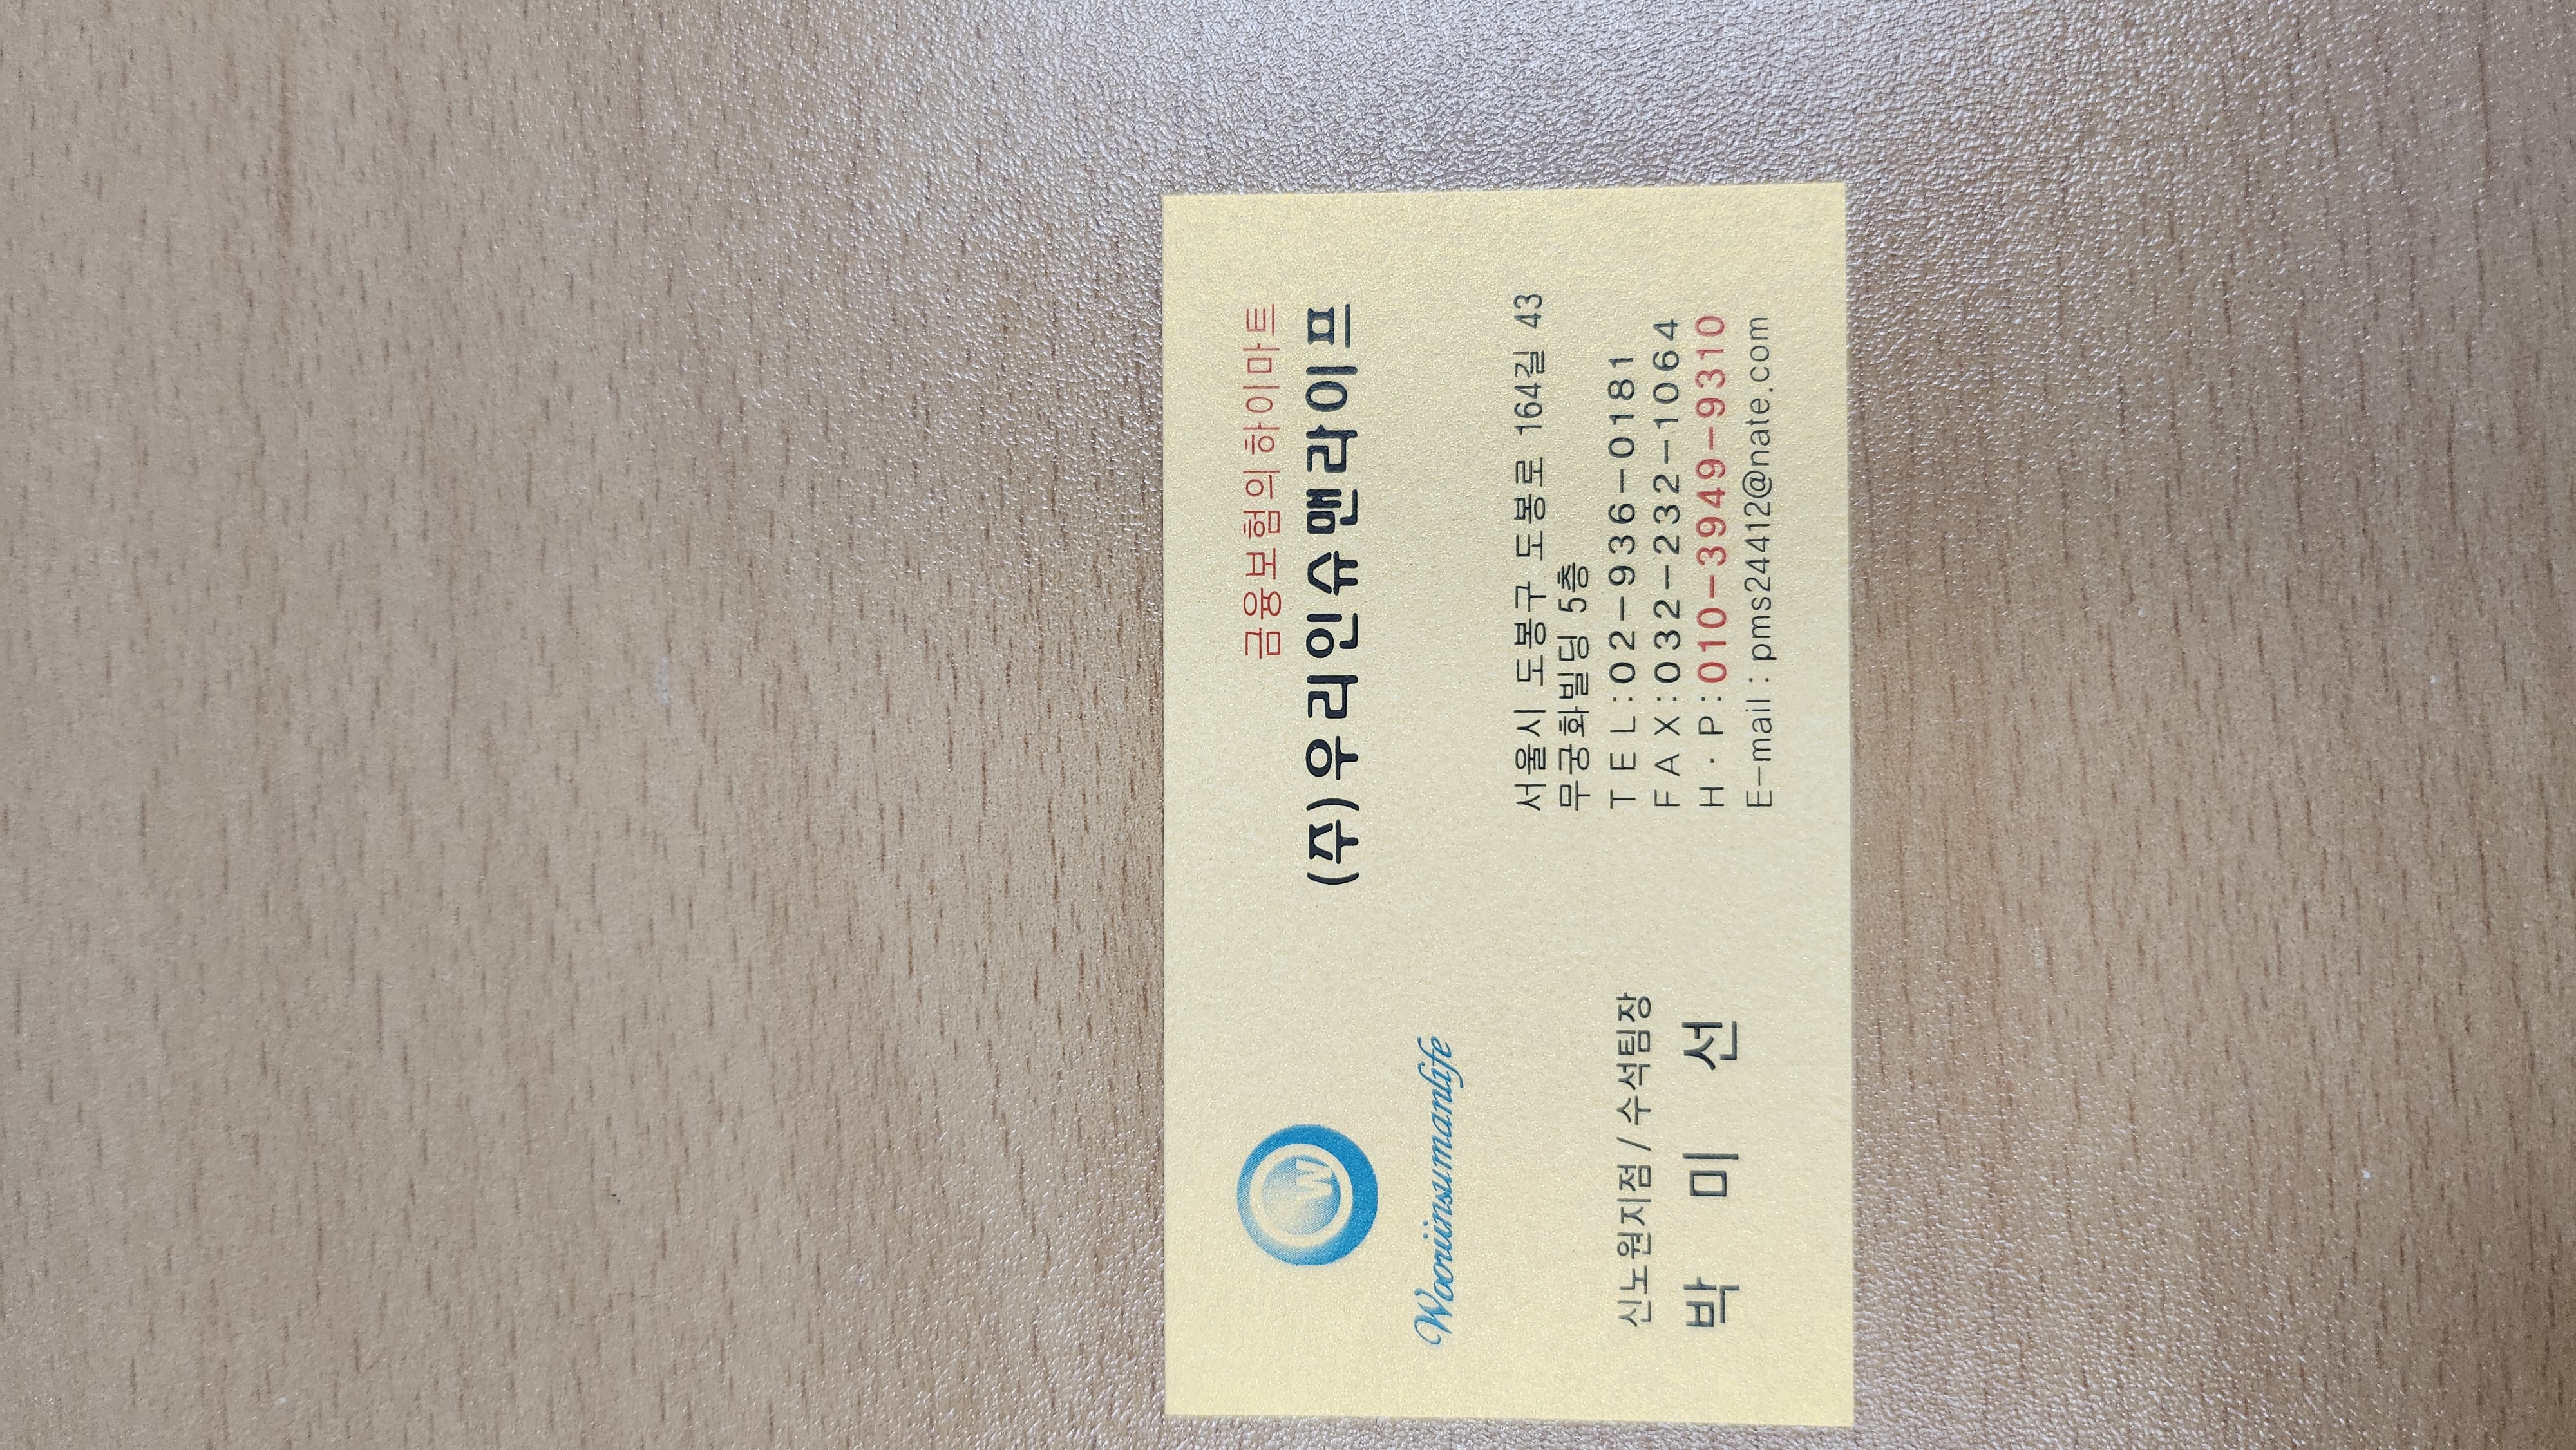 금융보험의하이마트
(주)우리인슈맨라이프
W
Wooriinsumanlife
서울시 도봉구 도봉로 164길 43
무궁화빌딩 5층
TEL:02-936-0181
FAX:032-232-1064
H·P:010-3949-9310
E-mail : pms24412@nate.com
신노원지점 / 수석팀장
박 미 선